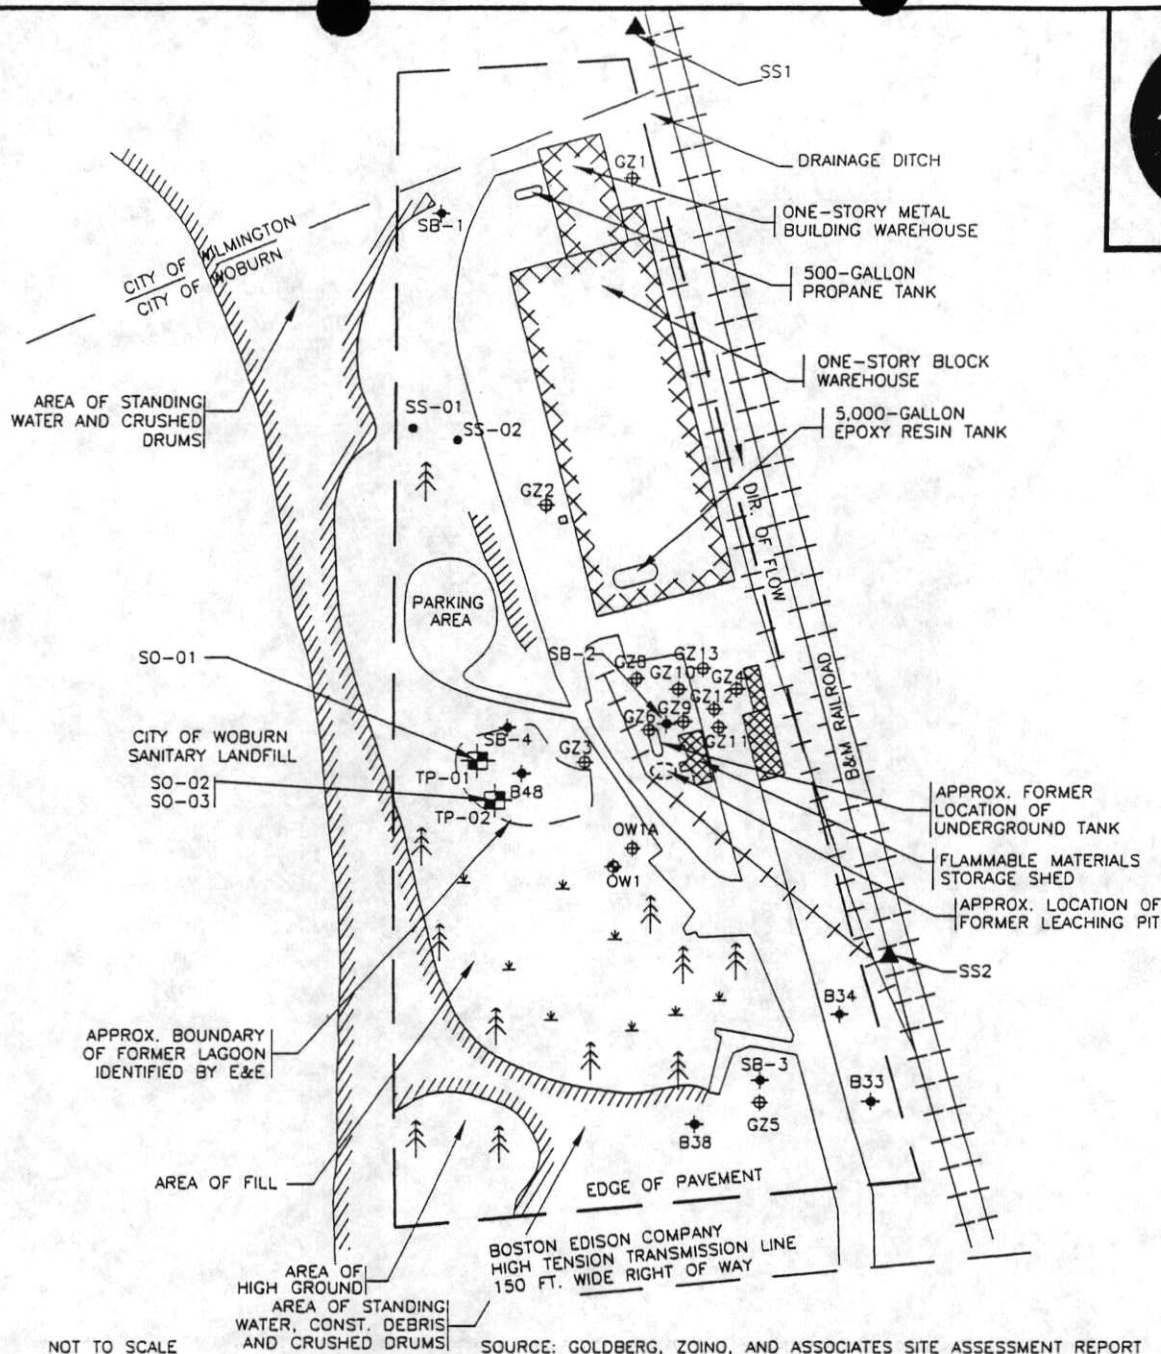 SS1
DRAINAGE DITCH
GZ1
ONE-STORY METAL
BUILDING WAREHOUSE
SB-1
CITY OF WILMINGTON
CITY OF WOBURN
500-GALLON
PROPANE TANK
ONE-STORY BLOCK
WAREHOUSE
AREA OF STANDING
WATER AND CRUSHED
DRUMS
SS-01
SS-02
5,000-GALLON
EPOXY RESIN TANK
GZ2
DIR. OF FLOW
PARKING
AREA
SO-01
SB-2
GZ8
GZ13
GZ10
GZ4
GZ12
GZ9
GZ6
GZ11
B&M RAILROAD
CITY OF WOBURN
SANITARY LANDFILL
SB-4
GZ3
TP-01
SO-02
SO-03
B48
TP-02
APPROX. FORMER
LOCATION OF
UNDERGROUND TANK
OW1A
OW1
FLAMMABLE MATERIALS
STORAGE SHED
APPROX. LOCATION OF
FORMER LEACHING PIT
SS2
B34
APPROX. BOUNDARY
OF FORMER LAGOON
IDENTIFIED BY E&E
SB-3
B33
GZ5
B38
AREA OF FILL
EDGE OF PAVEMENT
BOSTON EDISON COMPANY
HIGH TENSION TRANSMISSION LINE
150 FT. WIDE RIGHT OF WAY
AREA OF
HIGH GROUND
AREA OF STANDING
WATER, CONST. DEBRIS
AND CRUSHED DRUMS
NOT TO SCALE
SOURCE: GOLDBERG, ZOINO, AND ASSOCIATES SITE ASSESSMENT REPORT